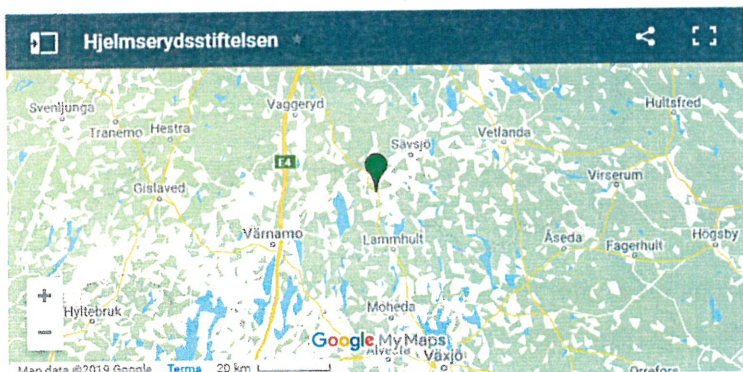 Hjelmserydsstiftelsen
Svenljunga
Tranemo
Hestra
Vaggeryd
Hultsfred
Sävsjö
Vetlanda
E4
Gislaved
Virserum
Värnamo
Lammhult
Åseda
Fagerhult
Högsby
+
Hyltebruk
−
Moheda
Google My Maps
Alvesta
Växjö
Orrefors
Map data ©2019 Google
Terms
20 km